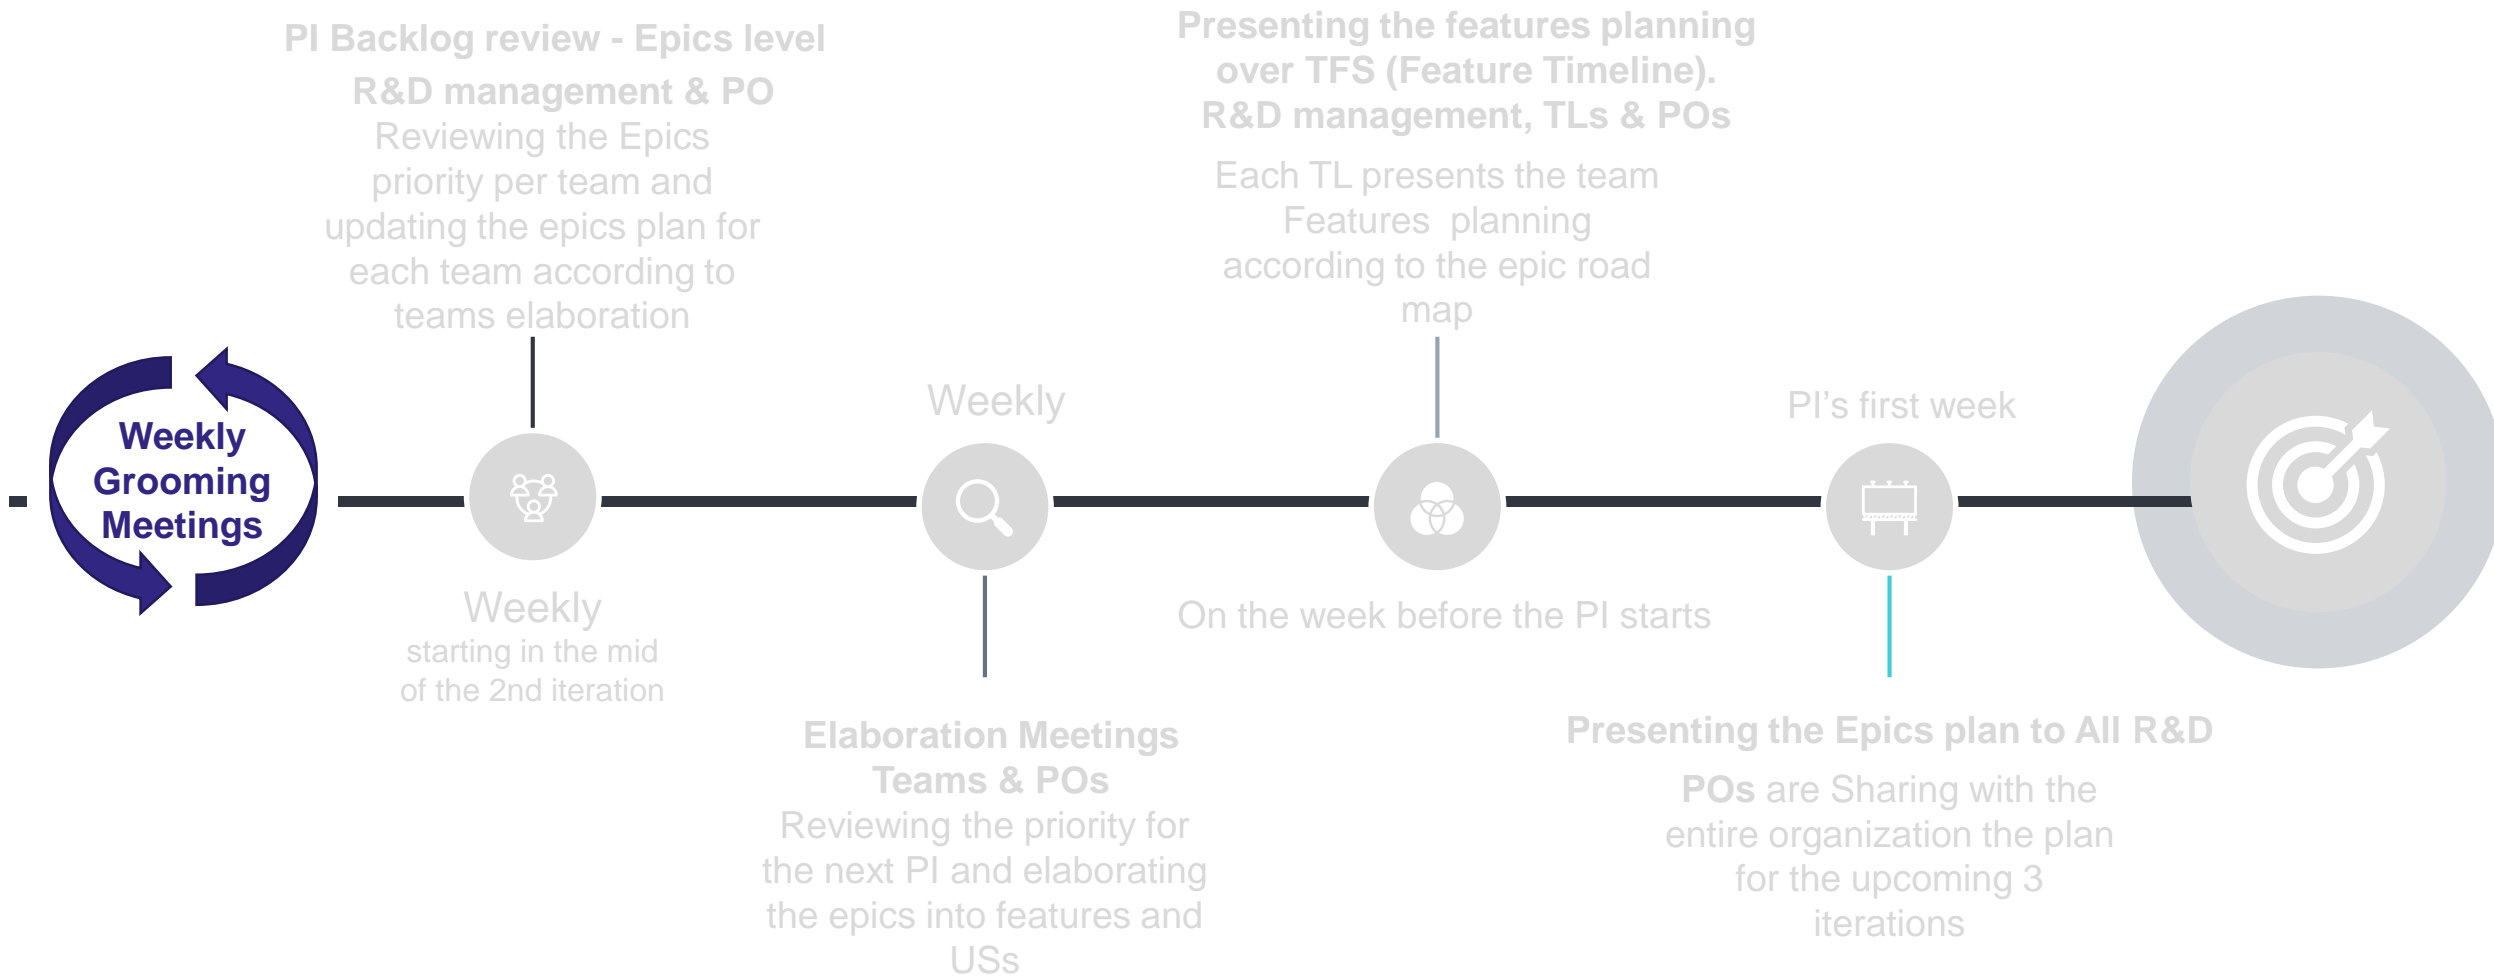 PI Backlog review - Epics level
R&D management & PO
Reviewing the Epics
priority per team and
updating the epics plan for
each team according to
teams elaboration
Presenting the features planning
over TFS (Feature Timeline).
R&D management, TLs & POs
Each TL presents the team
Features  planning
according to the epic road
map
Weekly
Grooming
Meetings
Weekly
PI’s first week
Weekly
starting in the mid
of the 2nd iteration
On the week before the PI starts
Elaboration Meetings
Teams & POs
Reviewing the priority for
the next PI and elaborating
the epics into features and
USs
Presenting the Epics plan to All R&D
POs are Sharing with the
entire organization the plan
for the upcoming 3
iterations